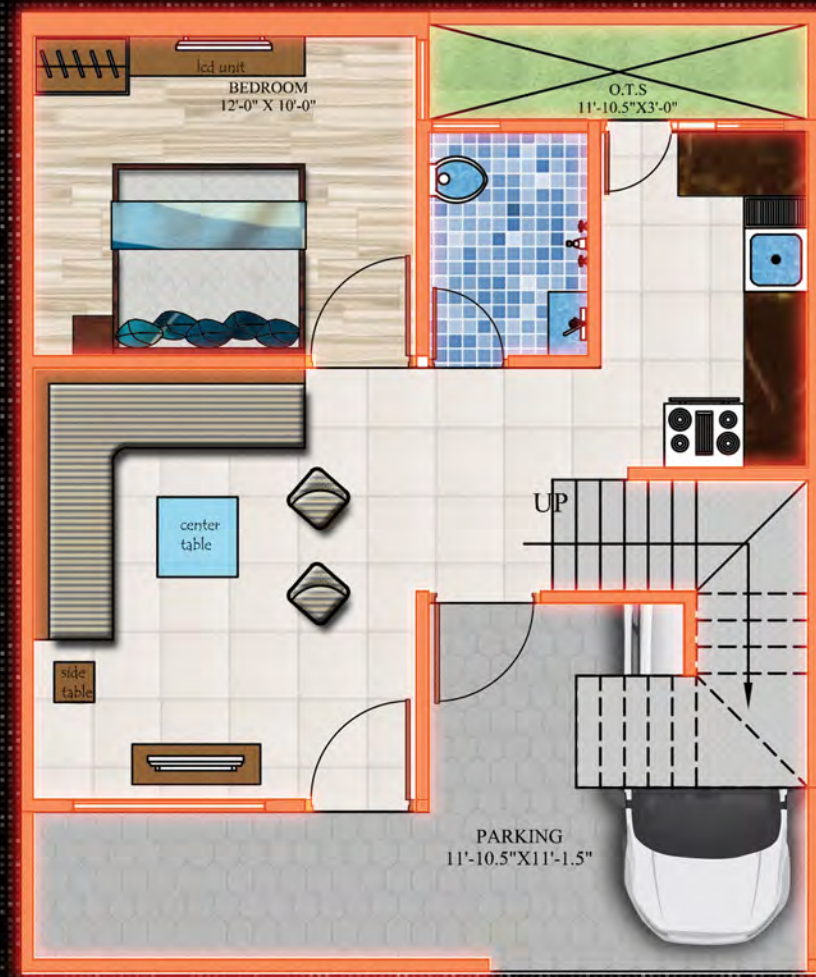 lcd unit
BEDROOM
12'-0" X 10'-0"
O.T.S
11'-10.5"X3'-0"
UP
center
table
side
table
PARKING
11'-10.5"X11'-1.5"